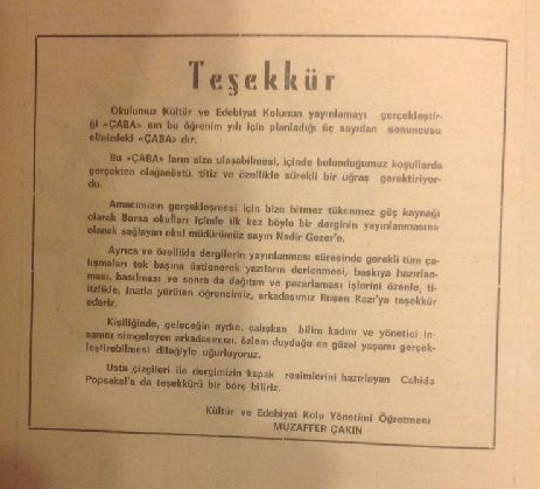 Teşekkür
Okulumuz Kültür ve Edebiyat Kolunun yayınlamayı gerçekleştir-
ği «ÇABA» nın bu öğrenim yılı için planladığı üç sayıdan sonuncusu
elinizdeki «ÇABA» dır.
Bu «ÇABA» ların size ulaşabilmesi, içinde bulunduğumuz koşullarda
gerçekten olağanüstü, titiz ve özellikle sürekli bir uğraş gerektiriyor-
du.
Amacımızın gerçekleşmesi için bize bitmez tükenmez güç kaynağı
olarak Bursa okulları içinde ilk kez böyle bir derginin yayınlanmasına
olanak sağlayan okul müdürümüz sayın Nadir Gezer'e,
Ayrıca ve özellikle dergilerin yayınlanması süresinde gerekli tüm ça-
lışmaları tek başına üstlenerek yazıların derlenmesi, baskıya hazırlan-
ması, basılması ve sonra da dağıtım ve pazarlaması işlerini özenle, ti-
tizlikle, inatla yürüten öğrencimiz, arkadaşımız Ruşen Kazı'ya teşekkür
ederiz.
Kişiliğinde, geleceğin aydın, çalışkan bilim kadını ve yönetici in-
sanını simgeleyen arkadaşımızı, özlem duyduğu en güzel yaşamı gerçek-
leştirebilmesi dileğiyle uğurluyoruz.
Usta çizgileri ile dergimizin kapak resimlerini hazırlayan Cahide
Popsakal'a da teşekkürü bir borç biliriz.
Kültür ve Edebiyat Kolu Yönetimi Öğretmeni
MUZAFFER ÇAKIN